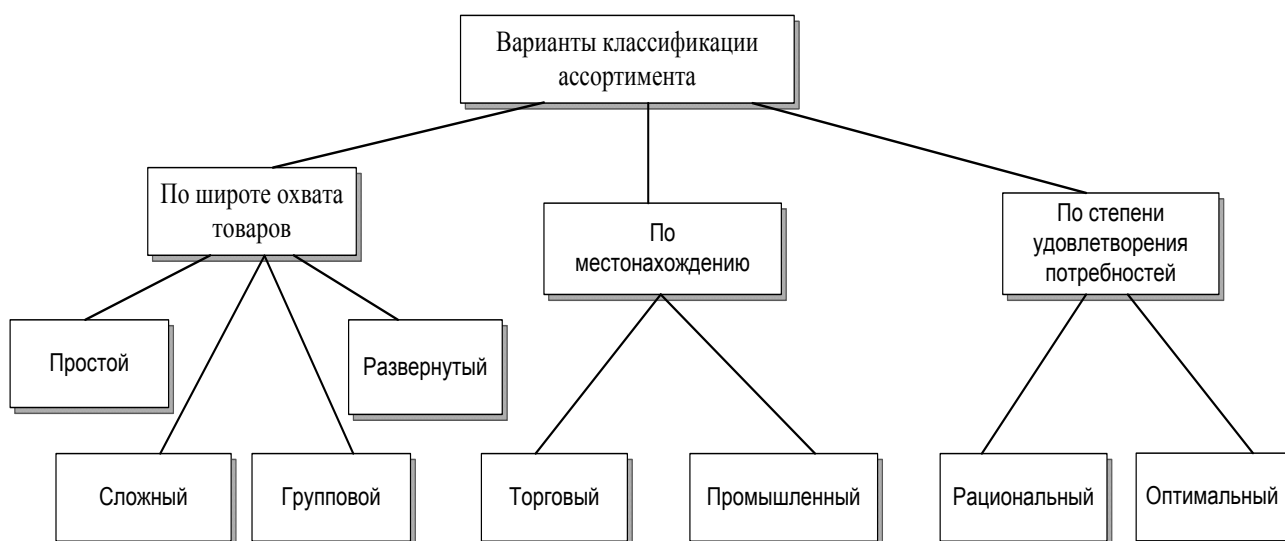 Варианты классификации
ассортимента
По широте охвата
товаров
По
местонахождению
По степени
удовлетворения
потребностей
Простой
Развернутый
Сложный
Групповой
Торговый
Промышленный
Рациональный
Оптимальный